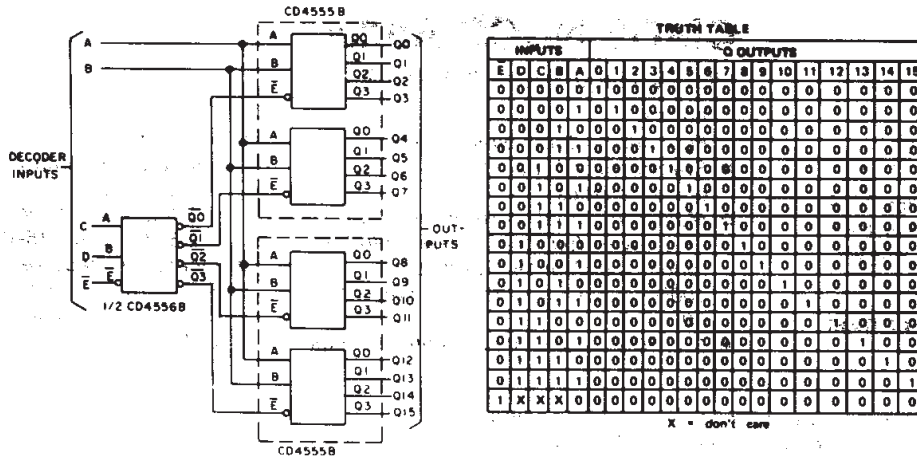 CD4555B
A
B
A
B
E̅
Q0
Q1
Q2
Q3
Q0
Q1
Q2
Q3
A
B
E̅
Q0
Q1
Q2
Q3
Q4
Q5
Q6
Q7
DECODER
INPUTS
C
D
E̅
A
B
E̅
Q̅0̅
Q̅1̅
Q̅2̅
Q̅3̅
1/2 CD4556B
OUT-
PUTS
A
B
E̅
Q0
Q1
Q2
Q3
Q8
Q9
Q10
Q11
A
B
E̅
Q0
Q1
Q2
Q3
Q12
Q13
Q14
Q15
CD4555B
TRUTH TABLE
INPUTS Q OUTPUTS
E̅ D C B A 0 1 2 3 4 5 6 7 8 9 10 11 12 13 14 15
0 0 0 0 0 1 0 0 0 0 0 0 0 0 0 0 0 0 0 0 0
0 0 0 0 1 0 1 0 0 0 0 0 0 0 0 0 0 0 0 0 0
0 0 0 1 0 0 0 1 0 0 0 0 0 0 0 0 0 0 0 0 0
0 0 0 1 1 0 0 0 1 0 0 0 0 0 0 0 0 0 0 0 0
0 0 1 0 0 0 0 0 0 1 0 0 0 0 0 0 0 0 0 0 0
0 0 1 0 1 0 0 0 0 0 1 0 0 0 0 0 0 0 0 0 0
0 0 1 1 0 0 0 0 0 0 0 1 0 0 0 0 0 0 0 0 0
0 0 1 1 1 0 0 0 0 0 0 0 1 0 0 0 0 0 0 0 0
0 1 0 0 0 0 0 0 0 0 0 0 0 1 0 0 0 0 0 0 0
0 1 0 0 1 0 0 0 0 0 0 0 0 0 1 0 0 0 0 0 0
0 1 0 1 0 0 0 0 0 0 0 0 0 0 0 1 0 0 0 0 0
0 1 0 1 1 0 0 0 0 0 0 0 0 0 0 0 1 0 0 0 0
0 1 1 0 0 0 0 0 0 0 0 0 0 0 0 0 0 1 0 0 0
0 1 1 0 1 0 0 0 0 0 0 0 0 0 0 0 0 0 1 0 0
0 1 1 1 0 0 0 0 0 0 0 0 0 0 0 0 0 0 0 1 0
0 1 1 1 1 0 0 0 0 0 0 0 0 0 0 0 0 0 0 0 1
1 X X X 0 0 0 0 0 0 0 0 0 0 0 0 0 0 0 0 0
X = don't care